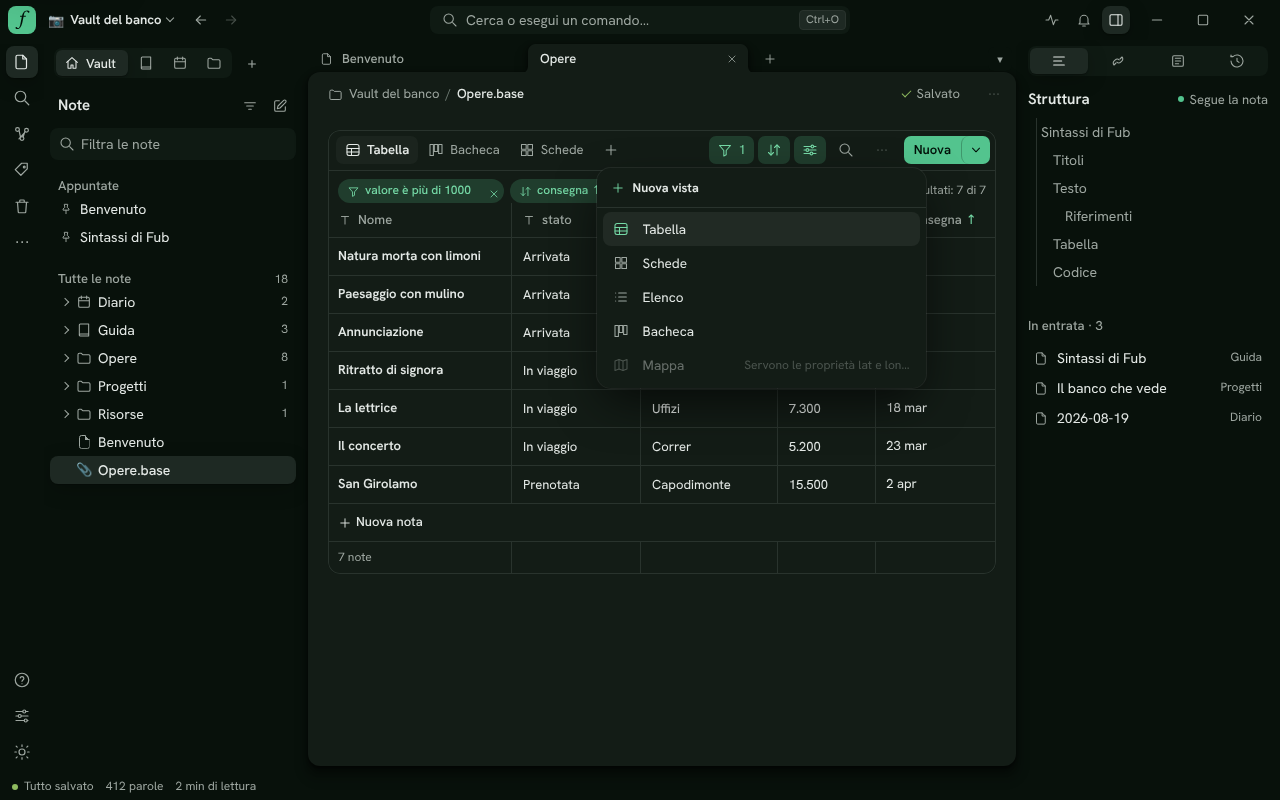 Vault del banco
Cerca o esegui un comando...
Ctrl+O
Vault
Benvenuto
Opere
Note
Vault del banco / Opere.base
Salvato
Struttura
Segue la nota
Filtra le note
Tabella
Bacheca
Schede
1
Nuova
Sintassi di Fub
Titoli
Testo
Riferimenti
Tabella
Codice
Appuntate
Benvenuto
Sintassi di Fub
valore è più di 1000
consegna 1
ultati: 7 di 7
Nuova vista
Tabella
Schede
Elenco
Bacheca
Mappa
Servono le proprietà lat e lon...
Nome
stato
segna ↑
Tutte le note
18
Diario
2
Guida
3
Opere
8
Progetti
1
Risorse
1
Benvenuto
Opere.base
Natura morta con limoni
Arrivata
Paesaggio con mulino
Arrivata
Annunciazione
Arrivata
Ritratto di signora
In viaggio
La lettrice
In viaggio
Uffizi
7.300
18 mar
Il concerto
In viaggio
Correr
5.200
23 mar
San Girolamo
Prenotata
Capodimonte
15.500
2 apr
Nuova nota
7 note
In entrata · 3
Sintassi di Fub
Guida
Il banco che vede
Progetti
2026-08-19
Diario
Tutto salvato
412 parole
2 min di lettura